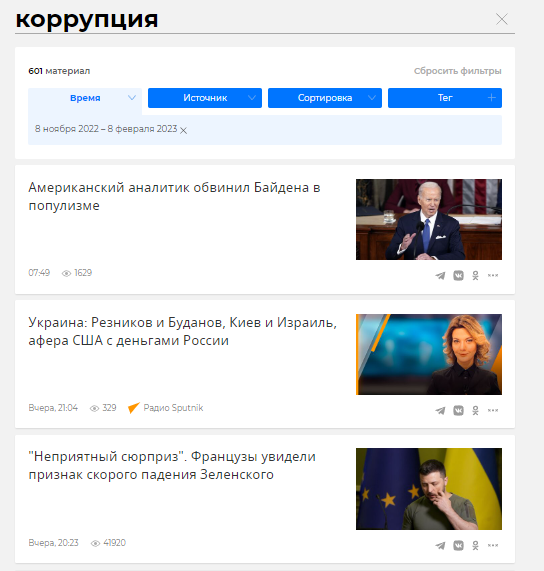 коррупция
601 материал
Сбросить фильтры
Время
Источник
Сортировка
Тег
8 ноября 2022 – 8 февраля 2023
Американский аналитик обвинил Байдена в
популизме
07:49 1629
Украина: Резников и Буданов, Киев и Израиль,
афера США с деньгами России
Вчера, 21:04 329 Радио Sputnik
"Неприятный сюрприз". Французы увидели
признак скорого падения Зеленского
Вчера, 20:23 41920